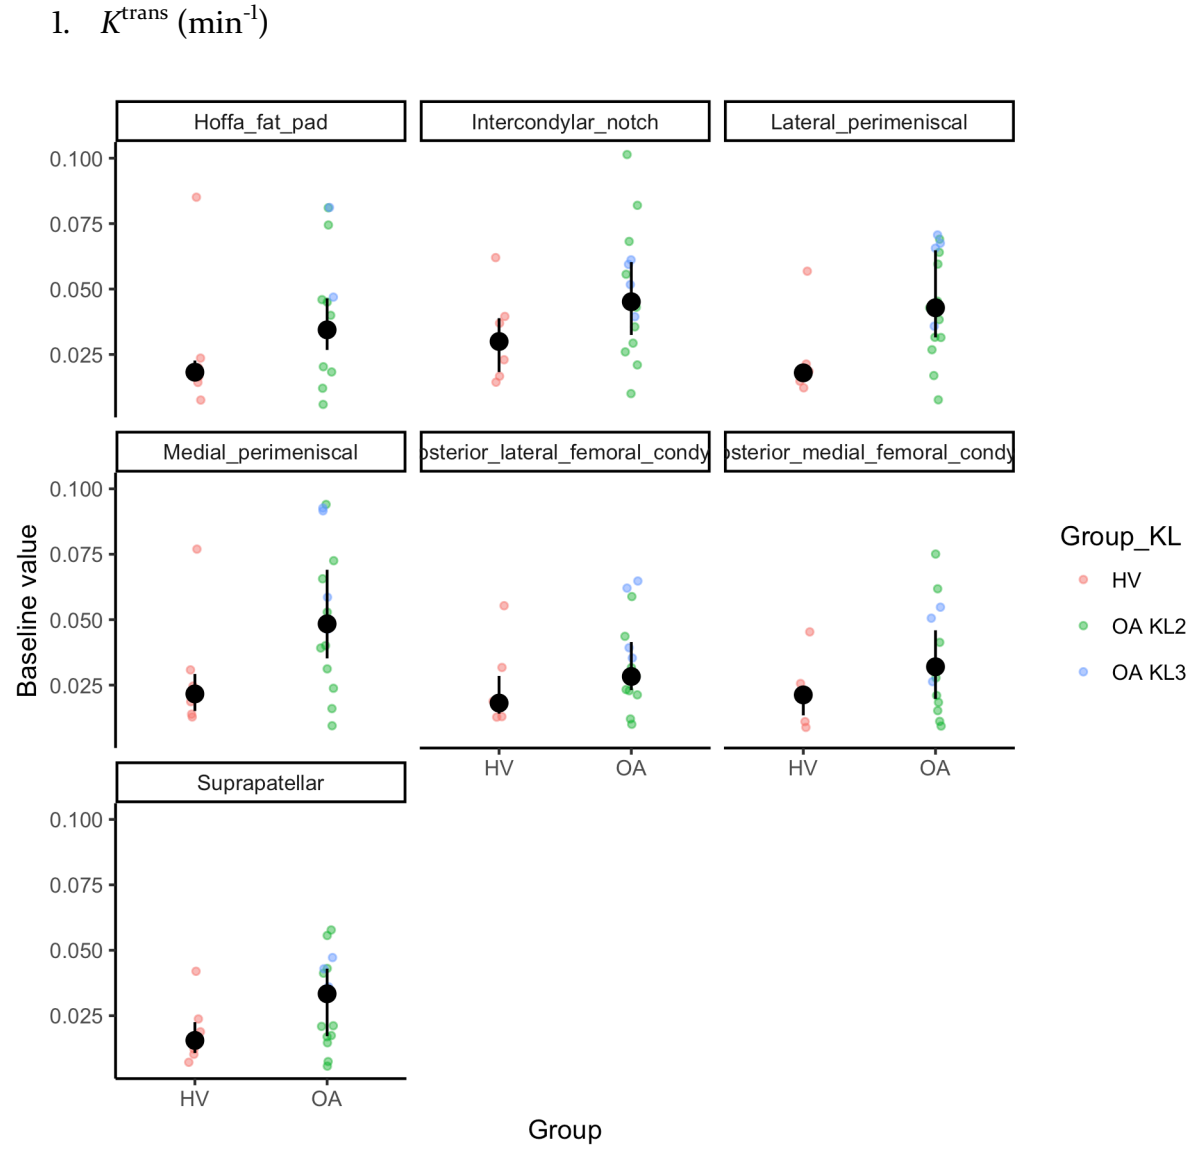 1. Ktrans (min-1)
Hoffa_fat_pad Intercondylar_notch Lateral_perimeniscal
0.100
0.075
0.050
0.025
Medial_perimeniscal osterior_lateral_femoral_condy osterior_medial_femoral_condy
0.100
0.075
0.050
0.025
HV OA HV OA
Suprapatellar
0.100
0.075
0.050
0.025
HV OA
Group
Baseline value
Group_KL
HV
OA KL2
OA KL3